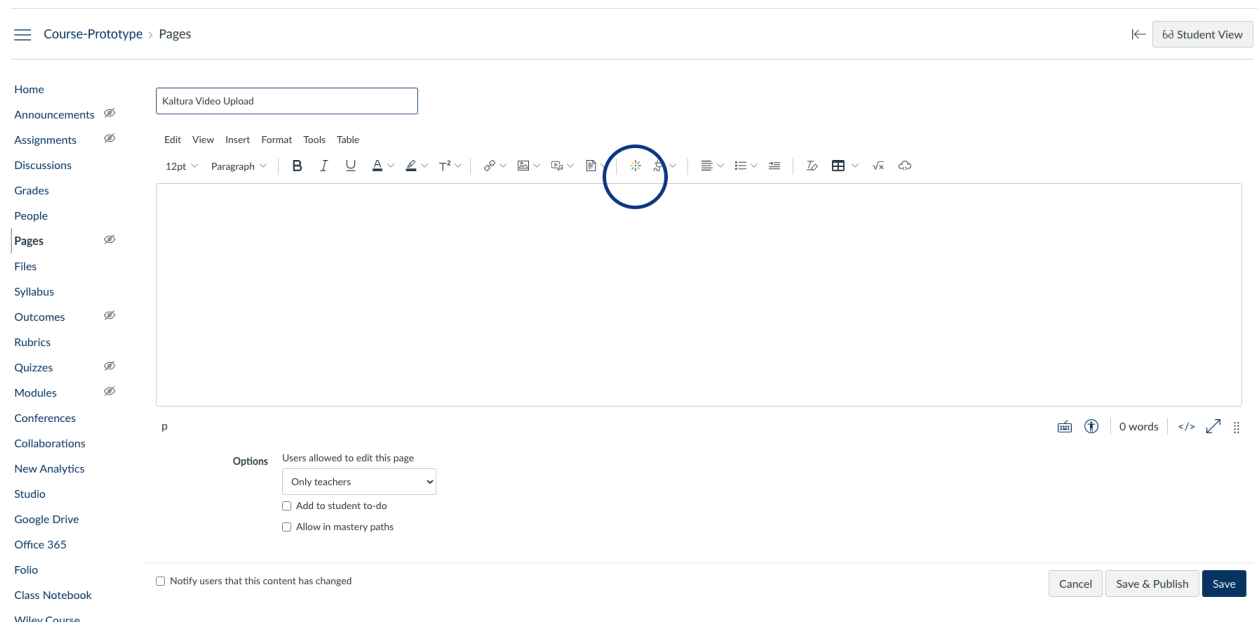 Course-Prototype › Pages
Student View
Home
Announcements
Assignments
Discussions
Grades
People
Pages
Files
Syllabus
Outcomes
Rubrics
Quizzes
Modules
Conferences
Collaborations
New Analytics
Studio
Google Drive
Office 365
Folio
Class Notebook
Wiley Course
Kaltura Video Upload
Edit View Insert Format Tools Table
12pt Paragraph B I U A T² √x
p
0 words </>
Options Users allowed to edit this page
Only teachers
Add to student to-do
Allow in mastery paths
Notify users that this content has changed
Cancel Save & Publish Save